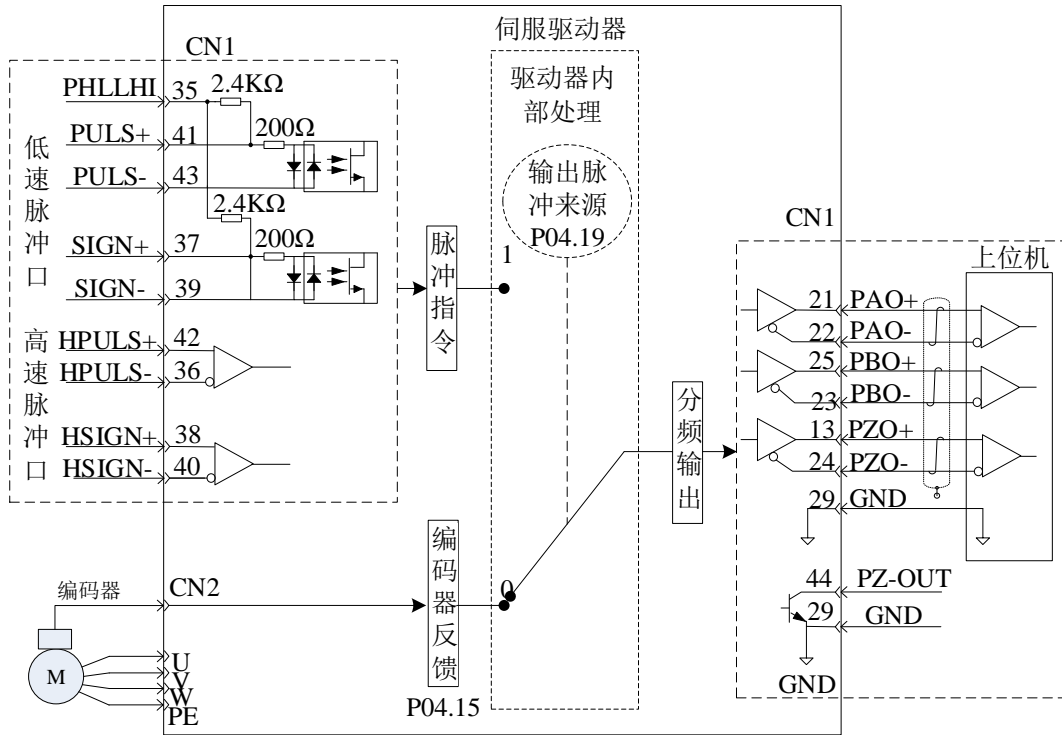 伺服驱动器
CN1
PHLLHI 35
2.4KΩ
PULS+ 41
200Ω
PULS- 43
2.4KΩ
SIGN+ 37
200Ω
SIGN- 39
低速脉冲口
HPULS+ 42
HPULS- 36
HSIGN+ 38
HSIGN- 40
高速脉冲口
脉冲指令
1
驱动器内
部处理
输出脉
冲来源
P04.19
0
编码器
CN2
编码器反馈
P04.15
M
U
V
W
PE
分频输出
CN1
上位机
21 PAO+
22 PAO-
25 PBO+
23 PBO-
13 PZO+
24 PZO-
29 GND
44 PZ-OUT
29 GND
GND